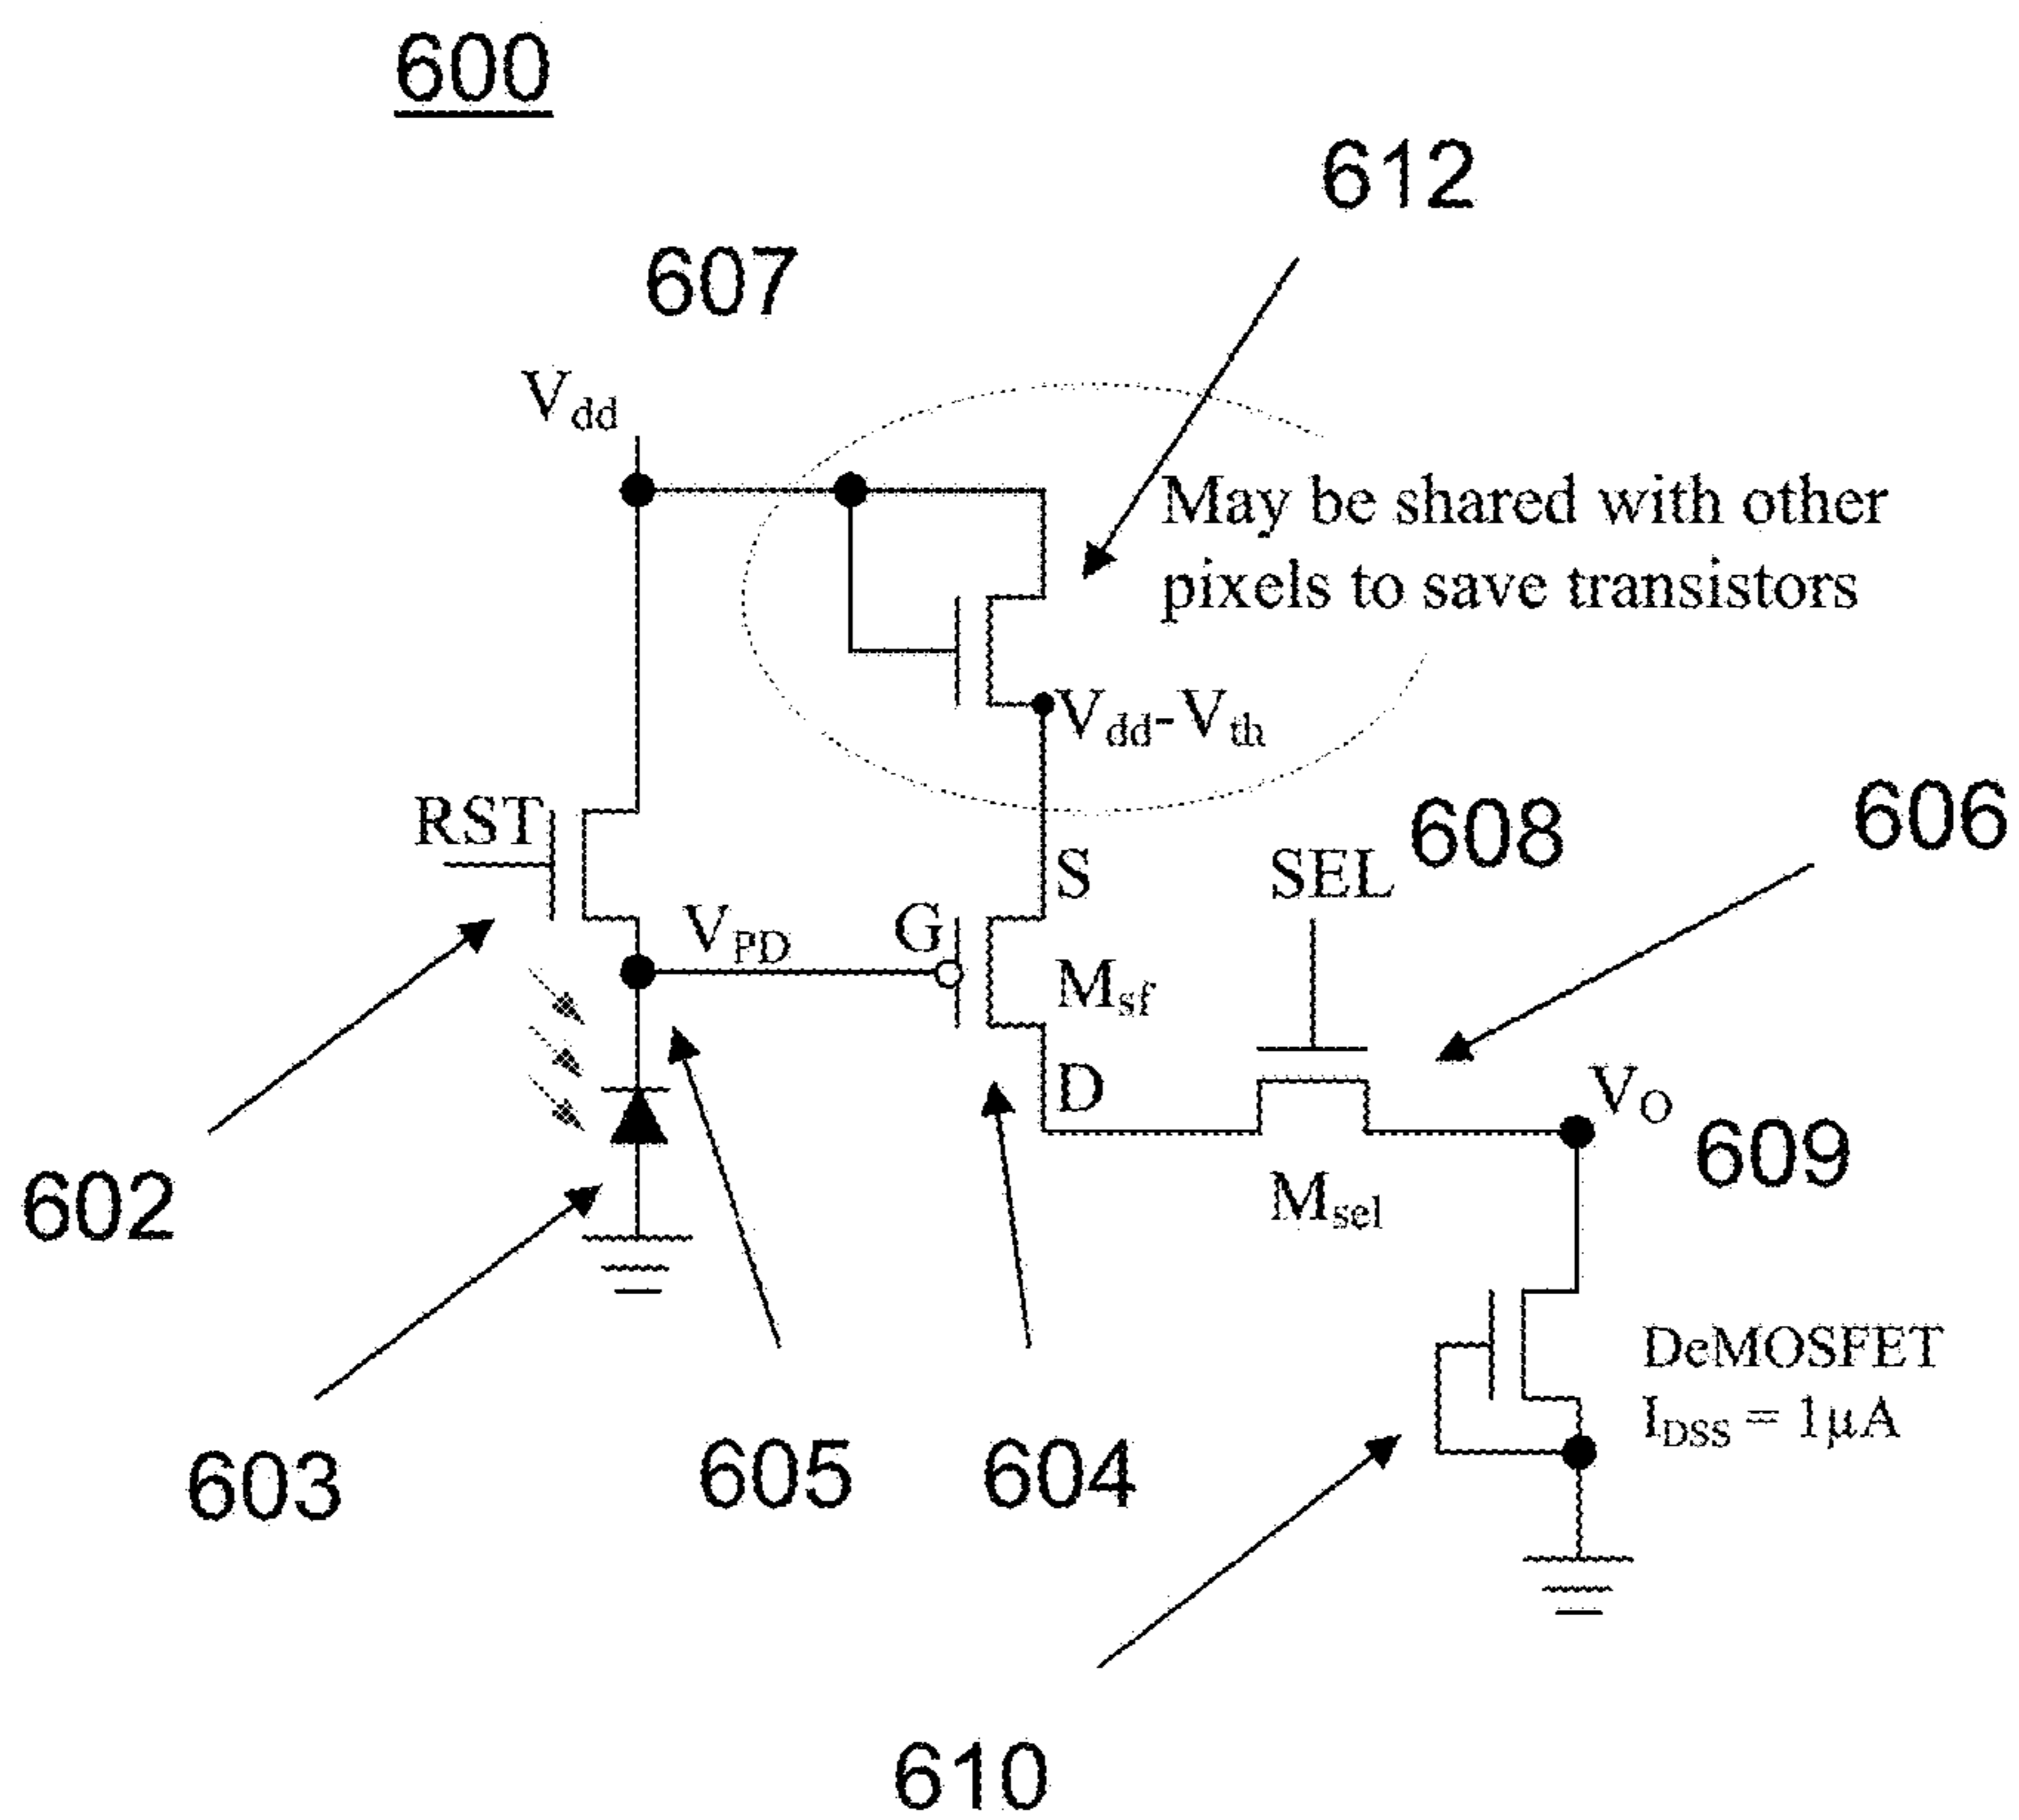 600
612
607
Vdd
May be shared with other
pixels to save transistors
Vdd-Vth
RST
S
SEL
608
606
VPD
G
Msf
D
VO
609
602
Msel
603
605
604
DeMOSFET
IDSS = 1μA
610